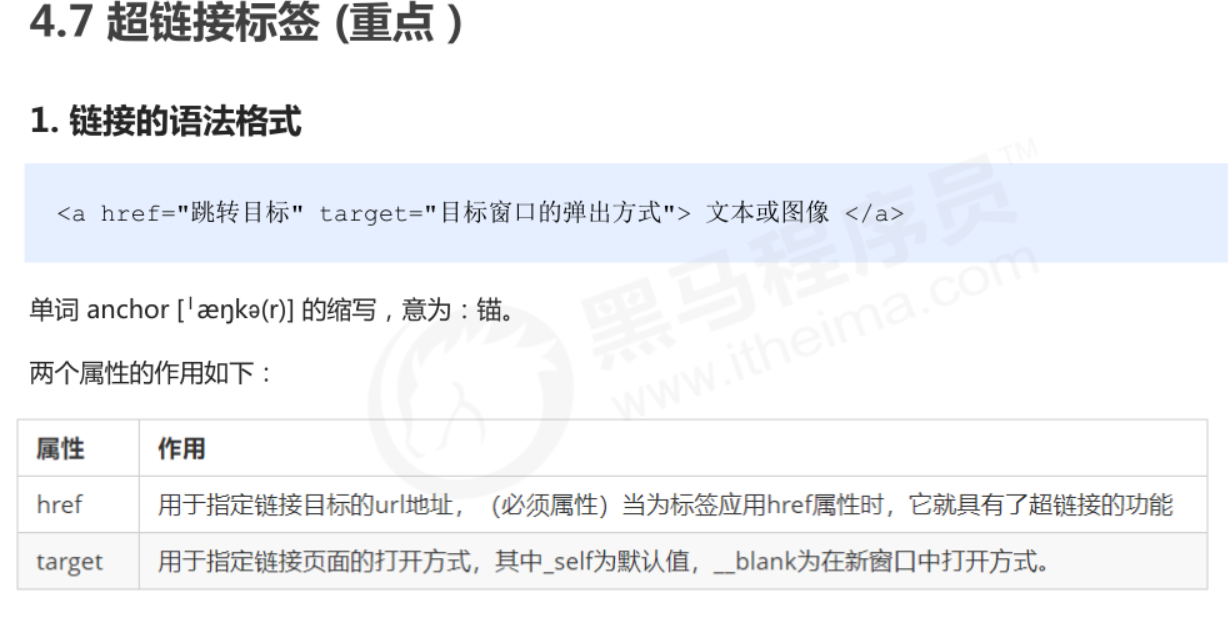 4.7 超链接标签 (重点 )
1. 链接的语法格式
<a href="跳转目标" target="目标窗口的弹出方式"> 文本或图像 </a>
单词 anchor [ˈæŋkə(r)] 的缩写，意为：锚。
两个属性的作用如下：
属性 作用
href 用于指定链接目标的url地址，（必须属性）当为标签应用href属性时，它就具有了超链接的功能
target 用于指定链接页面的打开方式，其中_self为默认值，__blank为在新窗口中打开方式。
黑马程序员™
www.itheima.com